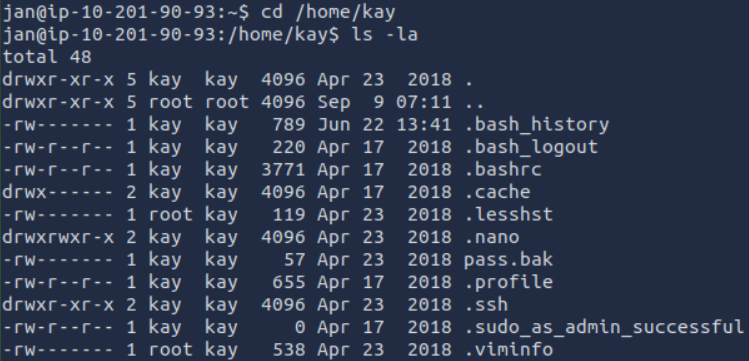 jan@ip-10-201-90-93:~$ cd /home/kay
jan@ip-10-201-90-93:/home/kay$ ls -la
total 48
drwxr-xr-x 5 kay  kay  4096 Apr 23  2018 .
drwxr-xr-x 5 root root 4096 Sep  9 07:11 ..
-rw------- 1 kay  kay   789 Jun 22 13:41 .bash_history
-rw-r--r-- 1 kay  kay   220 Apr 17  2018 .bash_logout
-rw-r--r-- 1 kay  kay  3771 Apr 17  2018 .bashrc
drwx------ 2 kay  kay  4096 Apr 17  2018 .cache
-rw------- 1 root kay   119 Apr 23  2018 .lesshst
drwxrwxr-x 2 kay  kay  4096 Apr 23  2018 .nano
-rw------- 1 kay  kay    57 Apr 23  2018 pass.bak
-rw-r--r-- 1 kay  kay   655 Apr 17  2018 .profile
drwxr-xr-x 2 kay  kay  4096 Apr 23  2018 .ssh
-rw-r--r-- 1 kay  kay     0 Apr 17  2018 .sudo_as_admin_successful
-rw------- 1 root kay   538 Apr 23  2018 .viminfo